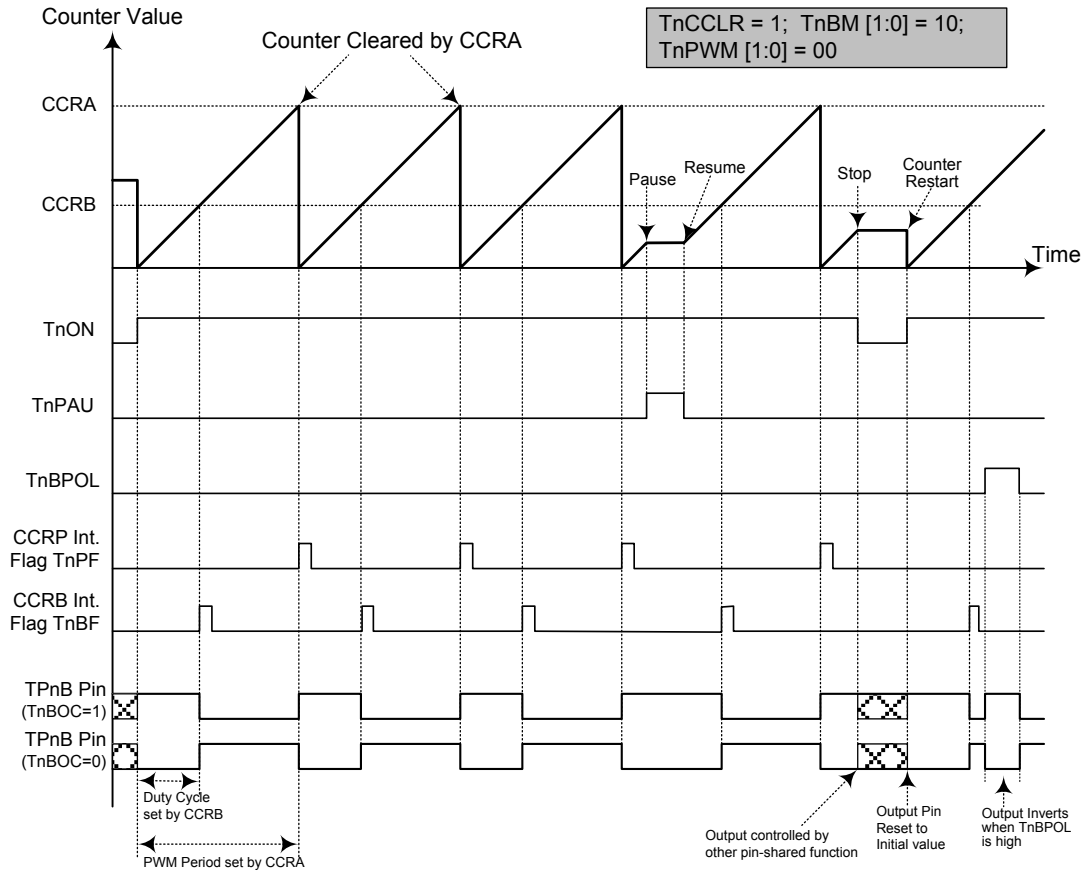 Counter Value
TnCCLR = 1; TnBM [1:0] = 10;
TnPWM [1:0] = 00
Counter Cleared by CCRA
CCRA
Pause
Resume
Stop
Counter
Restart
CCRB
Time
TnON
TnPAU
TnBPOL
CCRP Int.
Flag TnPF
CCRB Int.
Flag TnBF
TPnB Pin
(TnBOC=1)
TPnB Pin
(TnBOC=0)
Duty Cycle
set by CCRB
PWM Period set by CCRA
Output controlled by
other pin-shared function
Output Pin
Reset to
Initial value
Output Inverts
when TnBPOL
is high